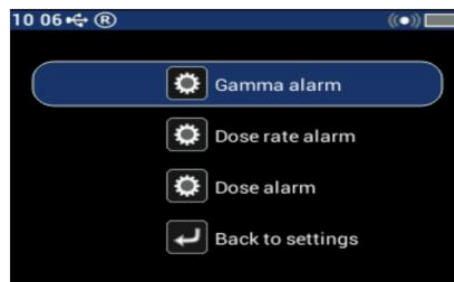 10 06 ®
Gamma alarm
Dose rate alarm
Dose alarm
Back to settings